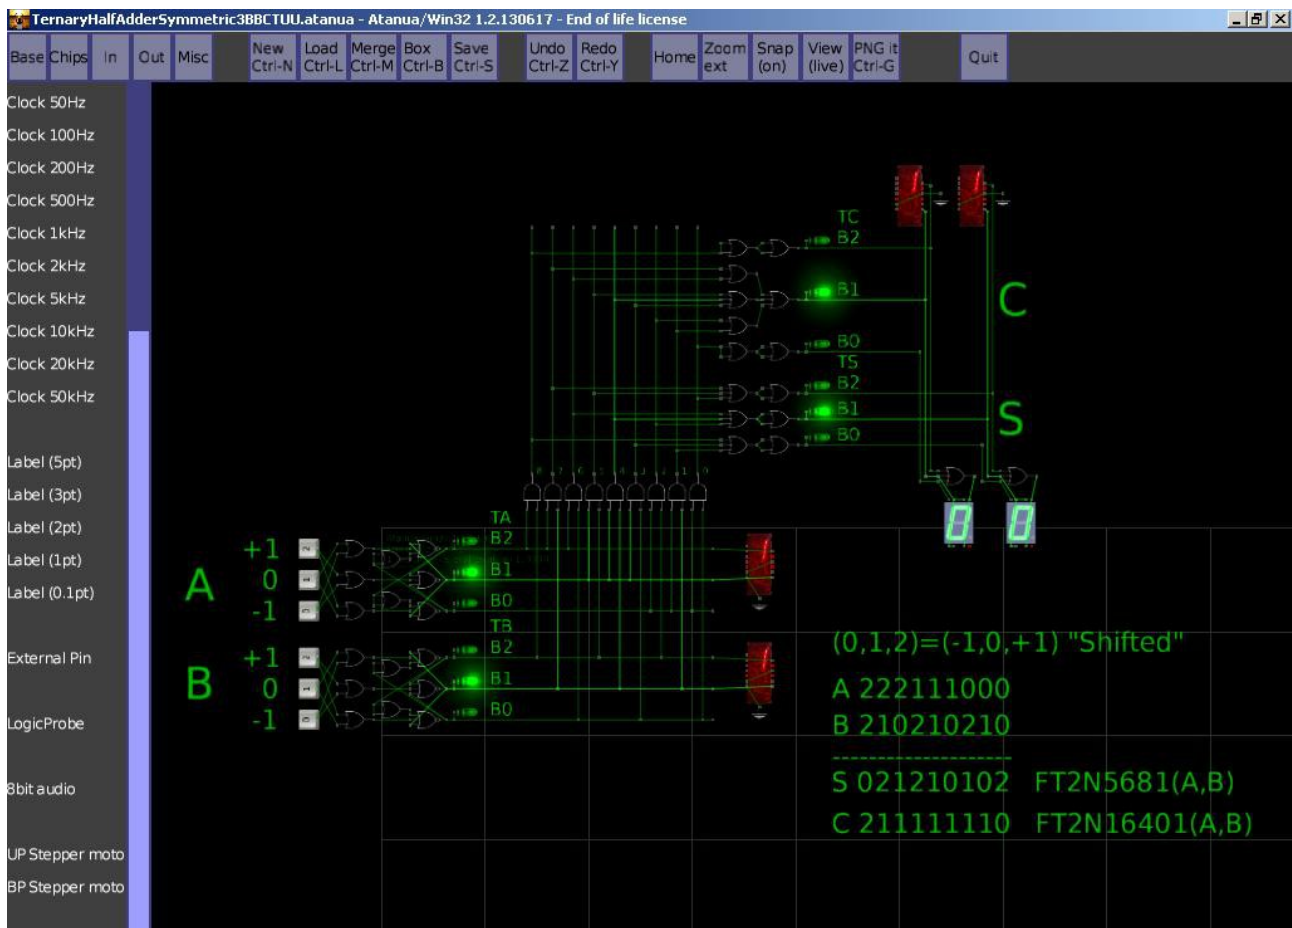 TernaryHalfAdderSymmetric3BBCTUU.atanua - Atanua/Win32 1.2.130617 - End of life license
Base Chips In Out Misc New Ctrl-N Load Ctrl-L Merge Ctrl-M Box Ctrl-B Save Ctrl-S Undo Ctrl-Z Redo Ctrl-Y Home Zoom ext Snap (on) View (live) PNG it Ctrl-G Quit
Clock 50Hz
Clock 100Hz
Clock 200Hz
Clock 500Hz
Clock 1kHz
Clock 2kHz
Clock 5kHz
Clock 10kHz
Clock 20kHz
Clock 50kHz
Label (5pt)
Label (3pt)
Label (2pt)
Label (1pt)
Label (0.1pt)
External Pin
LogicProbe
8bit audio
UP Stepper moto
BP Stepper moto
TC
B2
B1
B0
C
TS
B2
B1
B0
S
0 0
TA
A
+1 B2
0 B1
-1 B0
TB
B
+1 B2
0 B1
-1 B0
(0,1,2)=(-1,0,+1) "Shifted"
A 222111000
B 210210210
--------------------
S 021210102 FT2N5681(A,B)
C 211111110 FT2N16401(A,B)